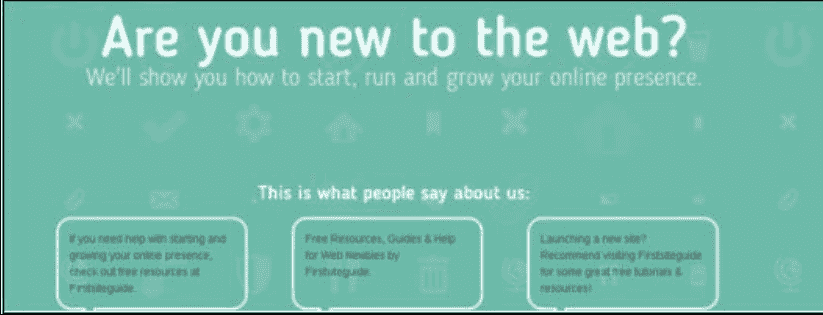 Are you new to the web?
We'll show you how to start, run and grow your online presence.
This is what people say about us:
If you need help with starting and
growing your online presence,
check out free resources at
Firstsiteguide.
Free Resources, Guides & Help
for Web Newbies by
Firstsiteguide.
Launching a new site?
Recommend visiting Firstsiteguide
for some great free tutorials &
resources!